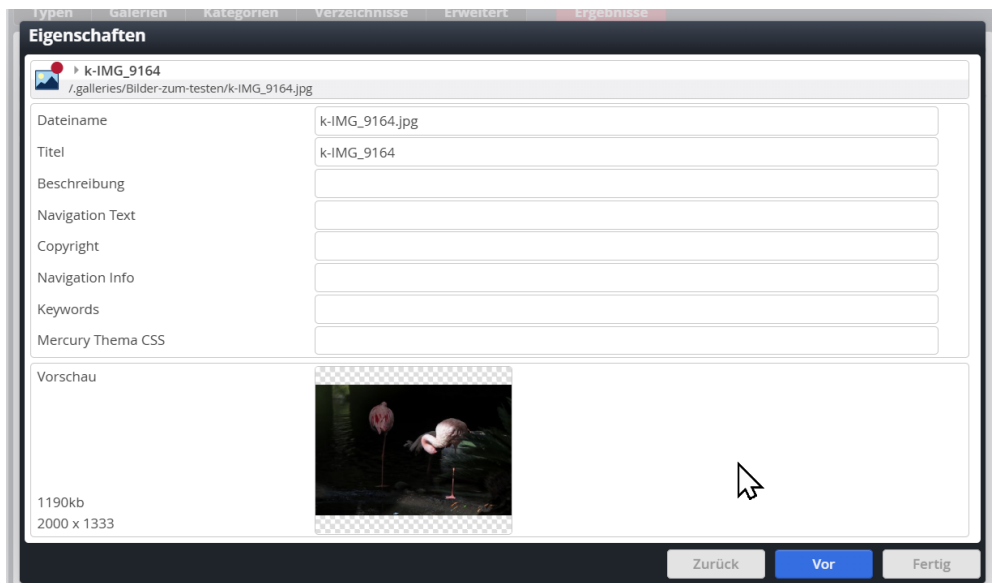 Typen Galerien Kategorien Verzeichnisse Erweitert Ergebnisse
Eigenschaften
k-IMG_9164
/.galleries/Bilder-zum-testen/k-IMG_9164.jpg
Dateiname k-IMG_9164.jpg
Titel k-IMG_9164
Beschreibung
Navigation Text
Copyright
Navigation Info
Keywords
Mercury Thema CSS
Vorschau
1190kb
2000 x 1333
Zurück Vor Fertig